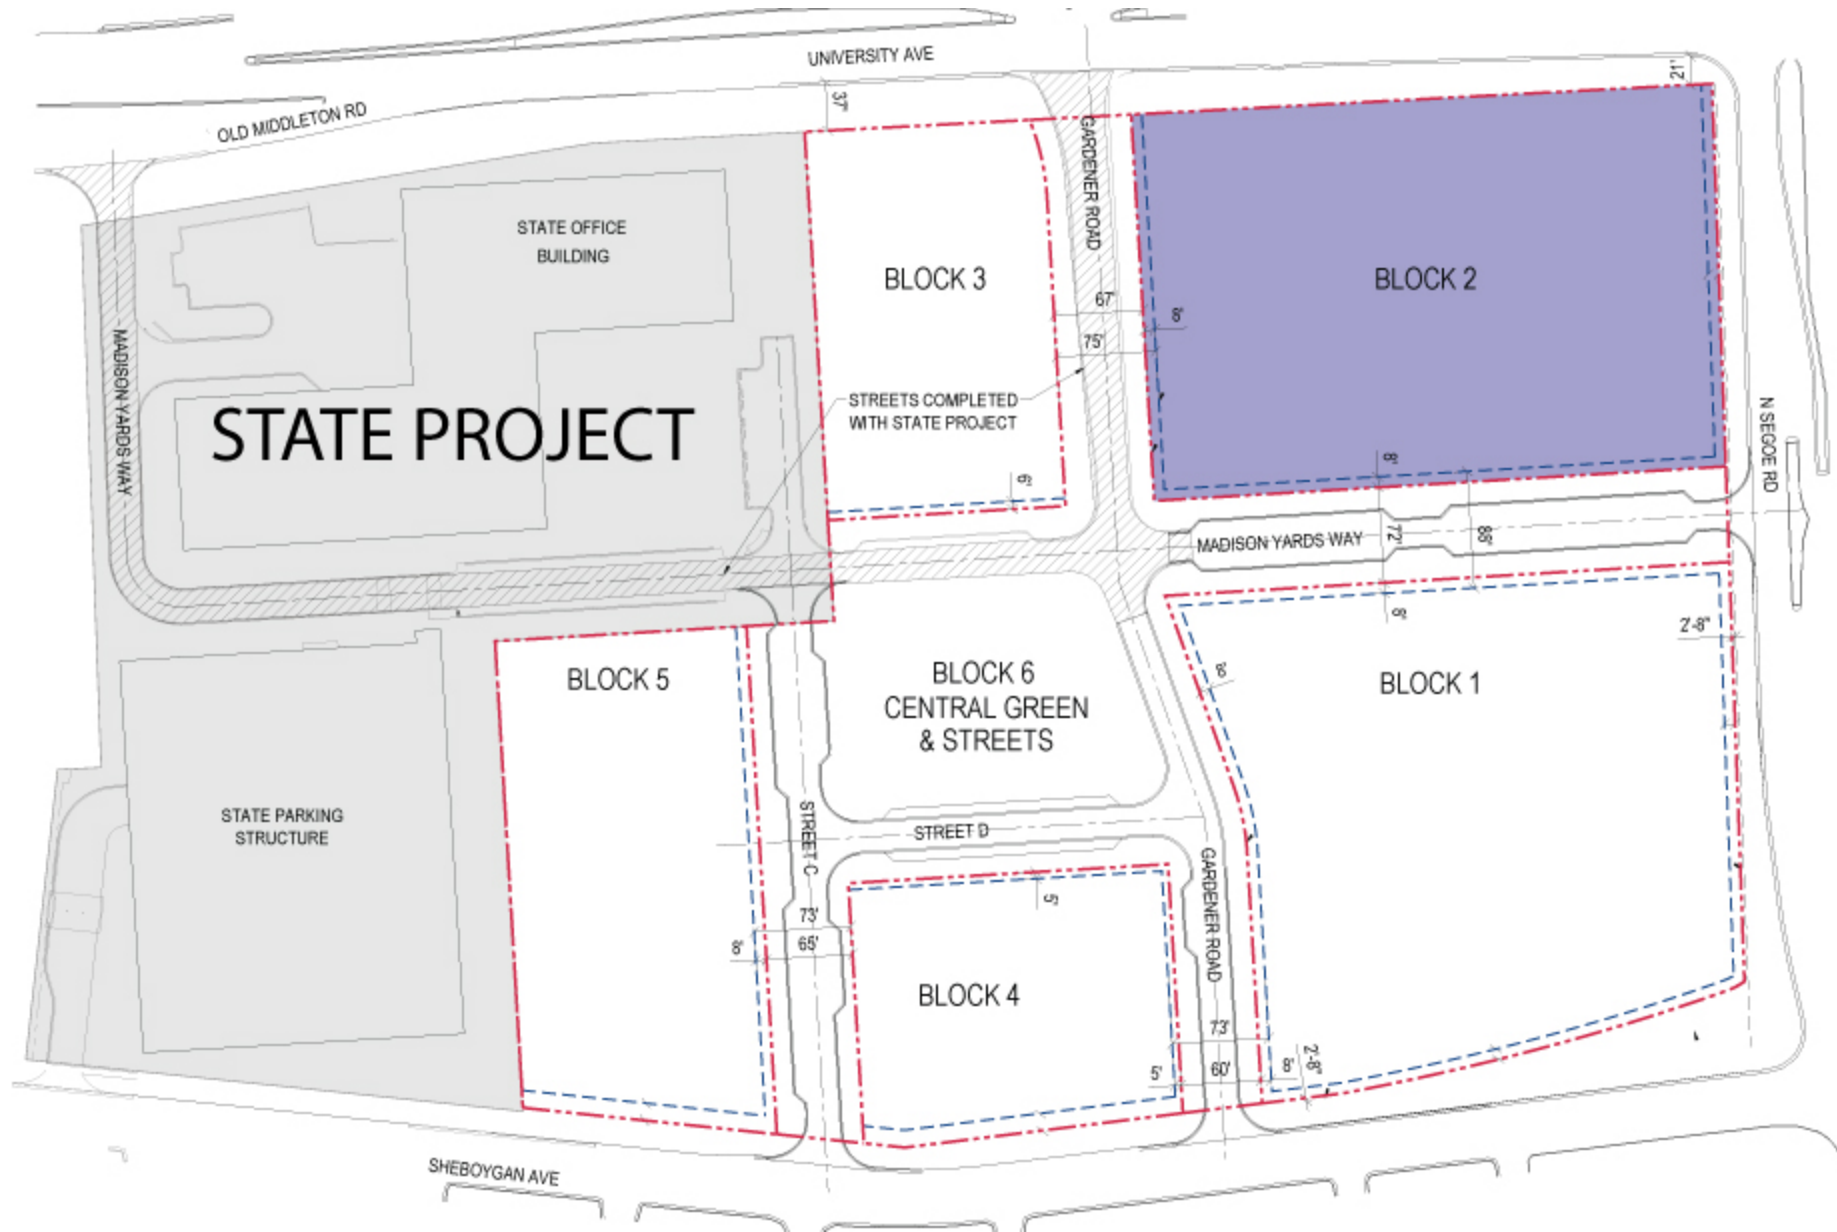 UNIVERSITY AVE
OLD MIDDLETON RD
37'
21'
GARDENER ROAD
STATE OFFICE
BUILDING
BLOCK 3
BLOCK 2
67'
8'
75'
MADISON YARDS WAY
STATE PROJECT
STREETS COMPLETED
WITH STATE PROJECT
N SEGOE RD
6'
8'
MADISON YARDS WAY
72'
88'
8'
2'-8"
BLOCK 5
BLOCK 6
CENTRAL GREEN
& STREETS
8'
BLOCK 1
STATE PARKING
STRUCTURE
STREET C
STREET D
GARDENER ROAD
5'
73'
8'
65'
BLOCK 4
73'
5'
60'
8'
2'-8"
SHEBOYGAN AVE